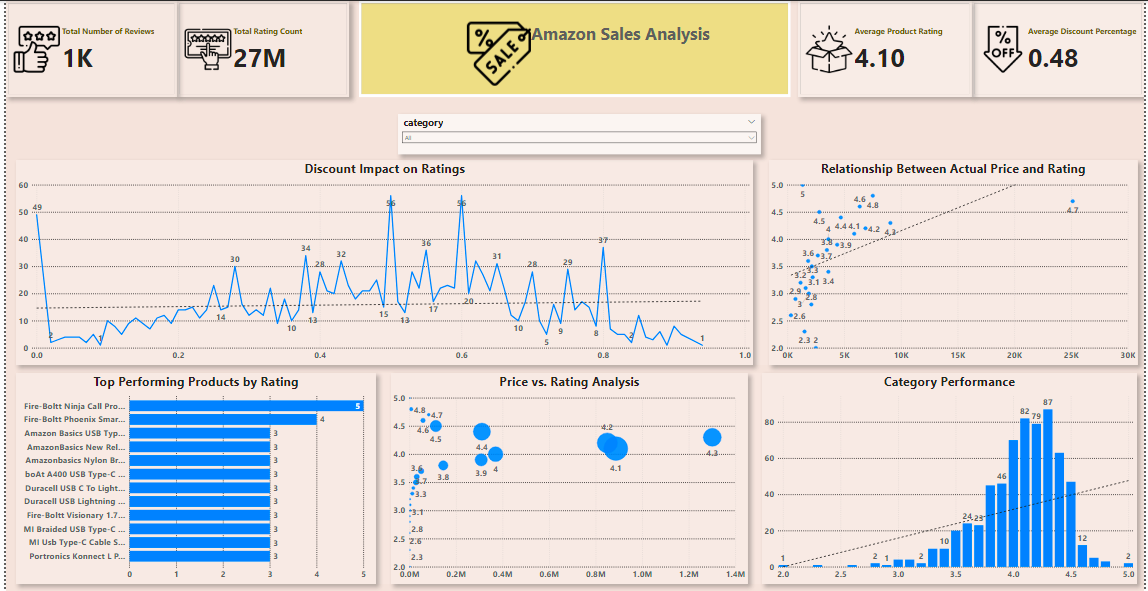 Total Number of Reviews
1K
Total Rating Count
27M
SALE
Amazon Sales Analysis
Average Product Rating
4.10
% OFF
Average Discount Percentage
0.48
category
All
Discount Impact on Ratings
60
50
40
30
20
10
0
49 2 1 14 30 10 34 13 28 32 15 56 13 36 17 56 20 31 10 28 5 9 29 8 37 2 1
0.0 0.2 0.4 0.6 0.8 1.0
Relationship Between Actual Price and Rating
5.0
4.5
4.0
3.5
3.0
2.5
2.0
5 4.6 4.8 4.7
4.5 4.4 4.1 4.2 4.3
4 3.8 3.9
3.6 3.7
3.2 3.3 3.1 3.4
2.9 3 2.8
2.6
2.3 2
0K 5K 10K 15K 20K 25K 30K
Top Performing Products by Rating
Fire-Boltt Ninja Call Pro... 5
Fire-Boltt Phoenix Smar... 4
Amazon Basics USB Typ... 3
AmazonBasics New Rel... 3
Amazonbasics Nylon Br... 3
boAt A400 USB Type-C ... 3
Duracell USB C To Light... 3
Duracell USB Lightning ... 3
Fire-Boltt Visionary 1.7... 3
MI Braided USB Type-C ... 3
MI Usb Type-C Cable S... 3
Portronics Konnect L P... 3
0 1 2 3 4 5
Price vs. Rating Analysis
5.0
4.5
4.0
3.5
3.0
2.5
2.0
4.8 4.7
4.6 4.5 4.2
4.4 4.1 4.3
3.6 3.8 3.9 4
3.7
3.3
3.1
2.8
2.6
2.3
0.0M 0.2M 0.4M 0.6M 0.8M 1.0M 1.2M 1.4M
Category Performance
80
60
40
20
0
1 2 1 2 10 24 23 46 82 79 87 12 2
2.0 2.5 3.0 3.5 4.0 4.5 5.0